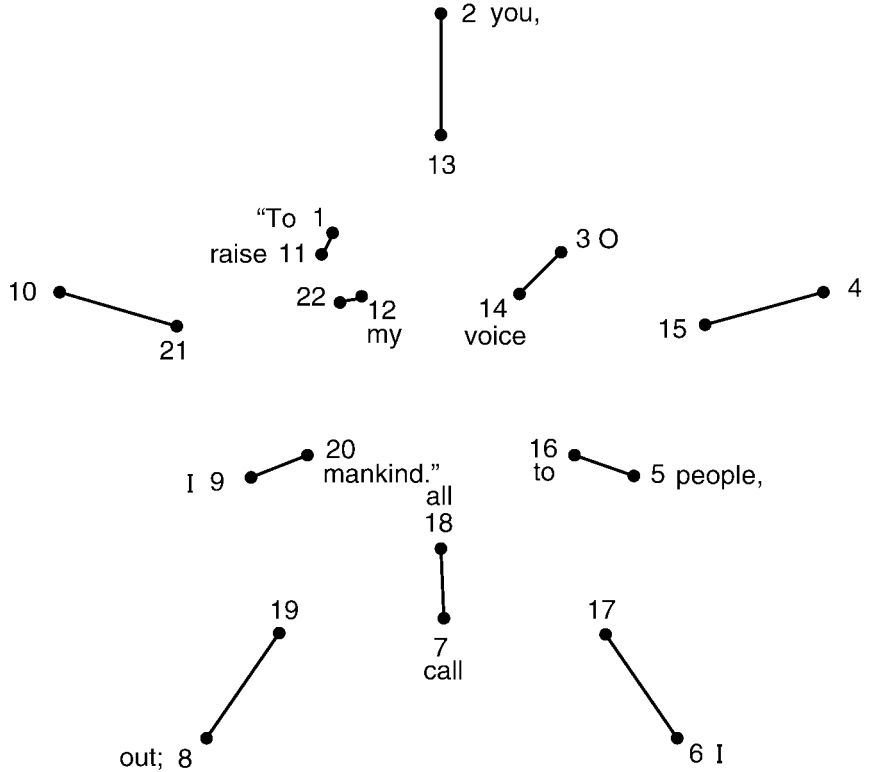 2 you,
13
“To 1
3 O
raise 11
10
22
12
my
14
voice
4
15
21
20
mankind.”
16
to
I 9
5 people,
all
18
19
17
7
call
out; 8
6 I